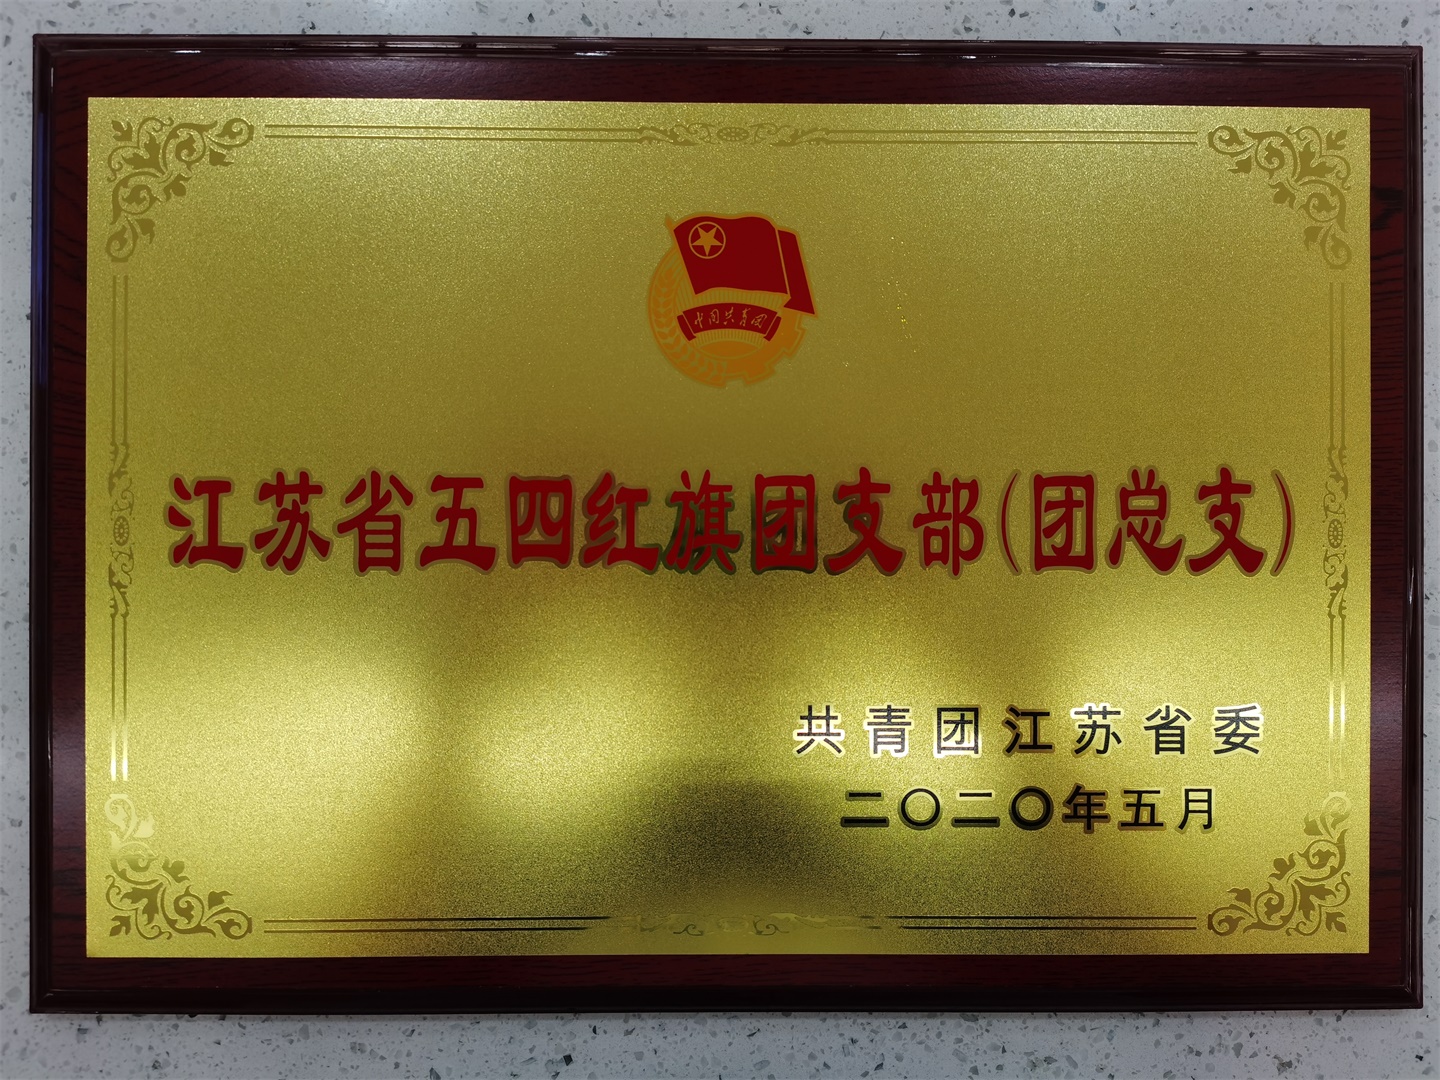 中国共青团
江苏省五四红旗团支部(团总支)
共青团江苏省委
二〇二〇年五月